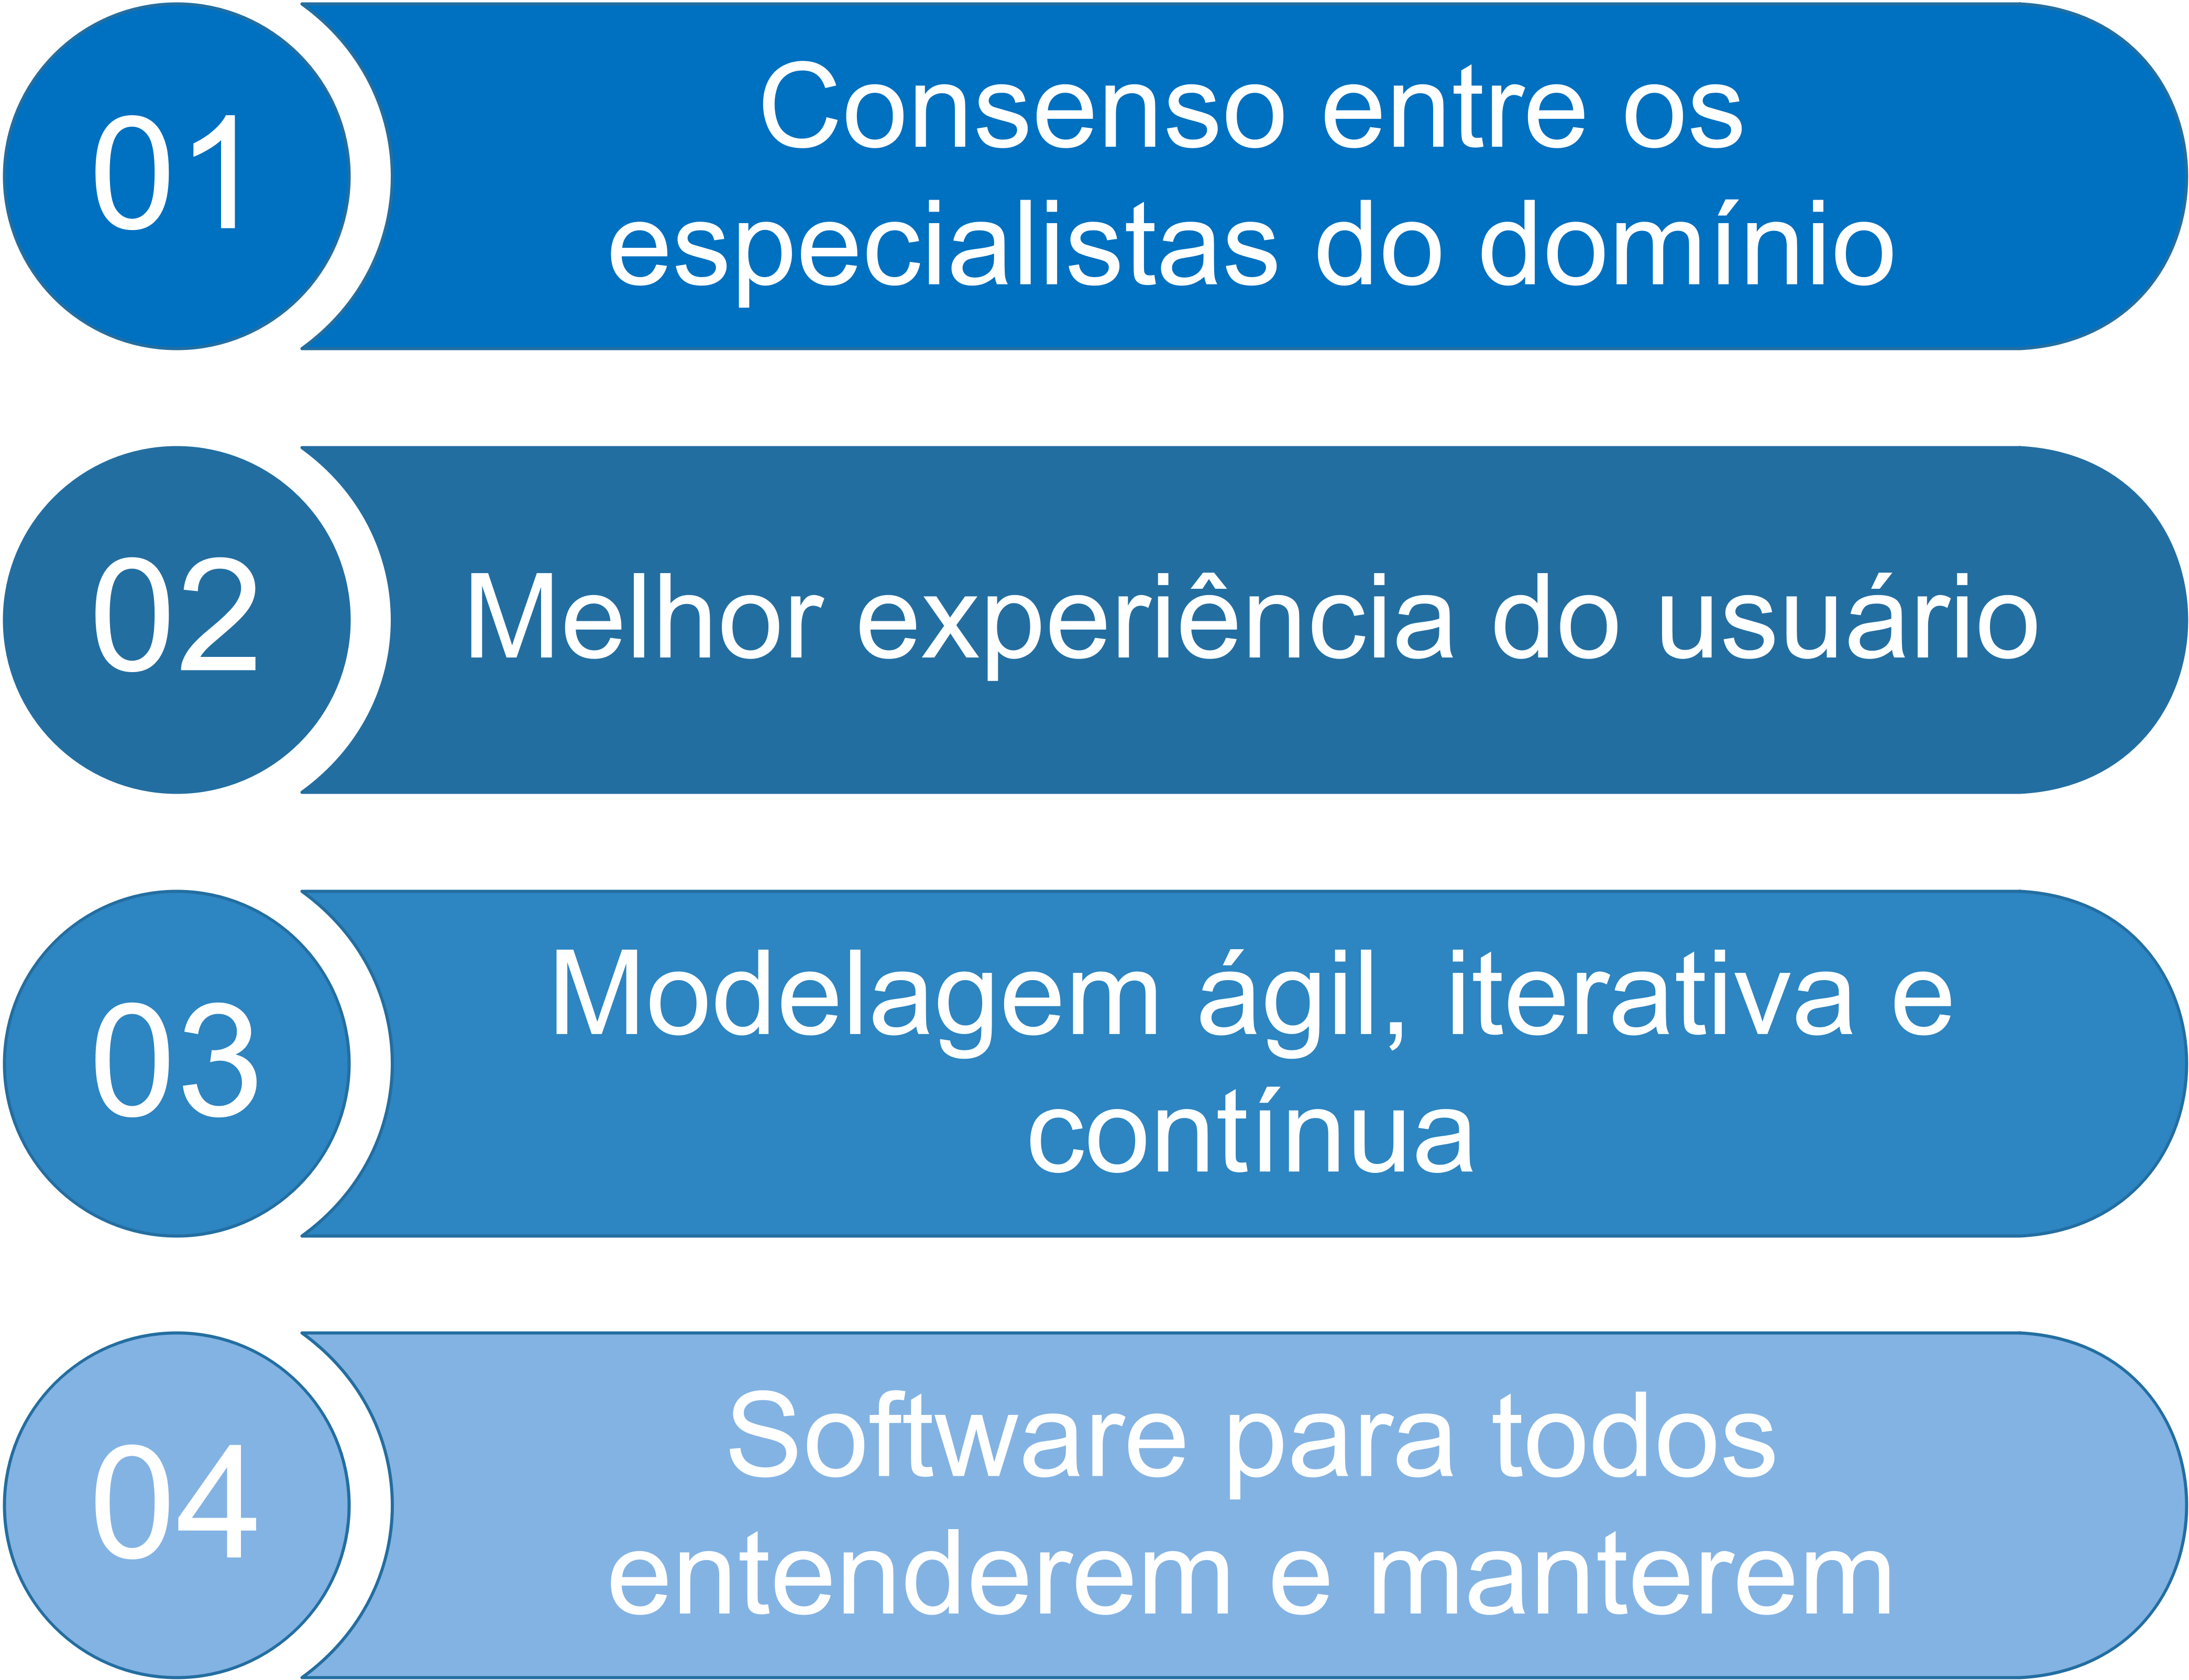 01
Consenso entre os
especialistas do domínio
02
Melhor experiência do usuário
03
Modelagem ágil, iterativa e
contínua
04
Software para todos
entenderem e manterem